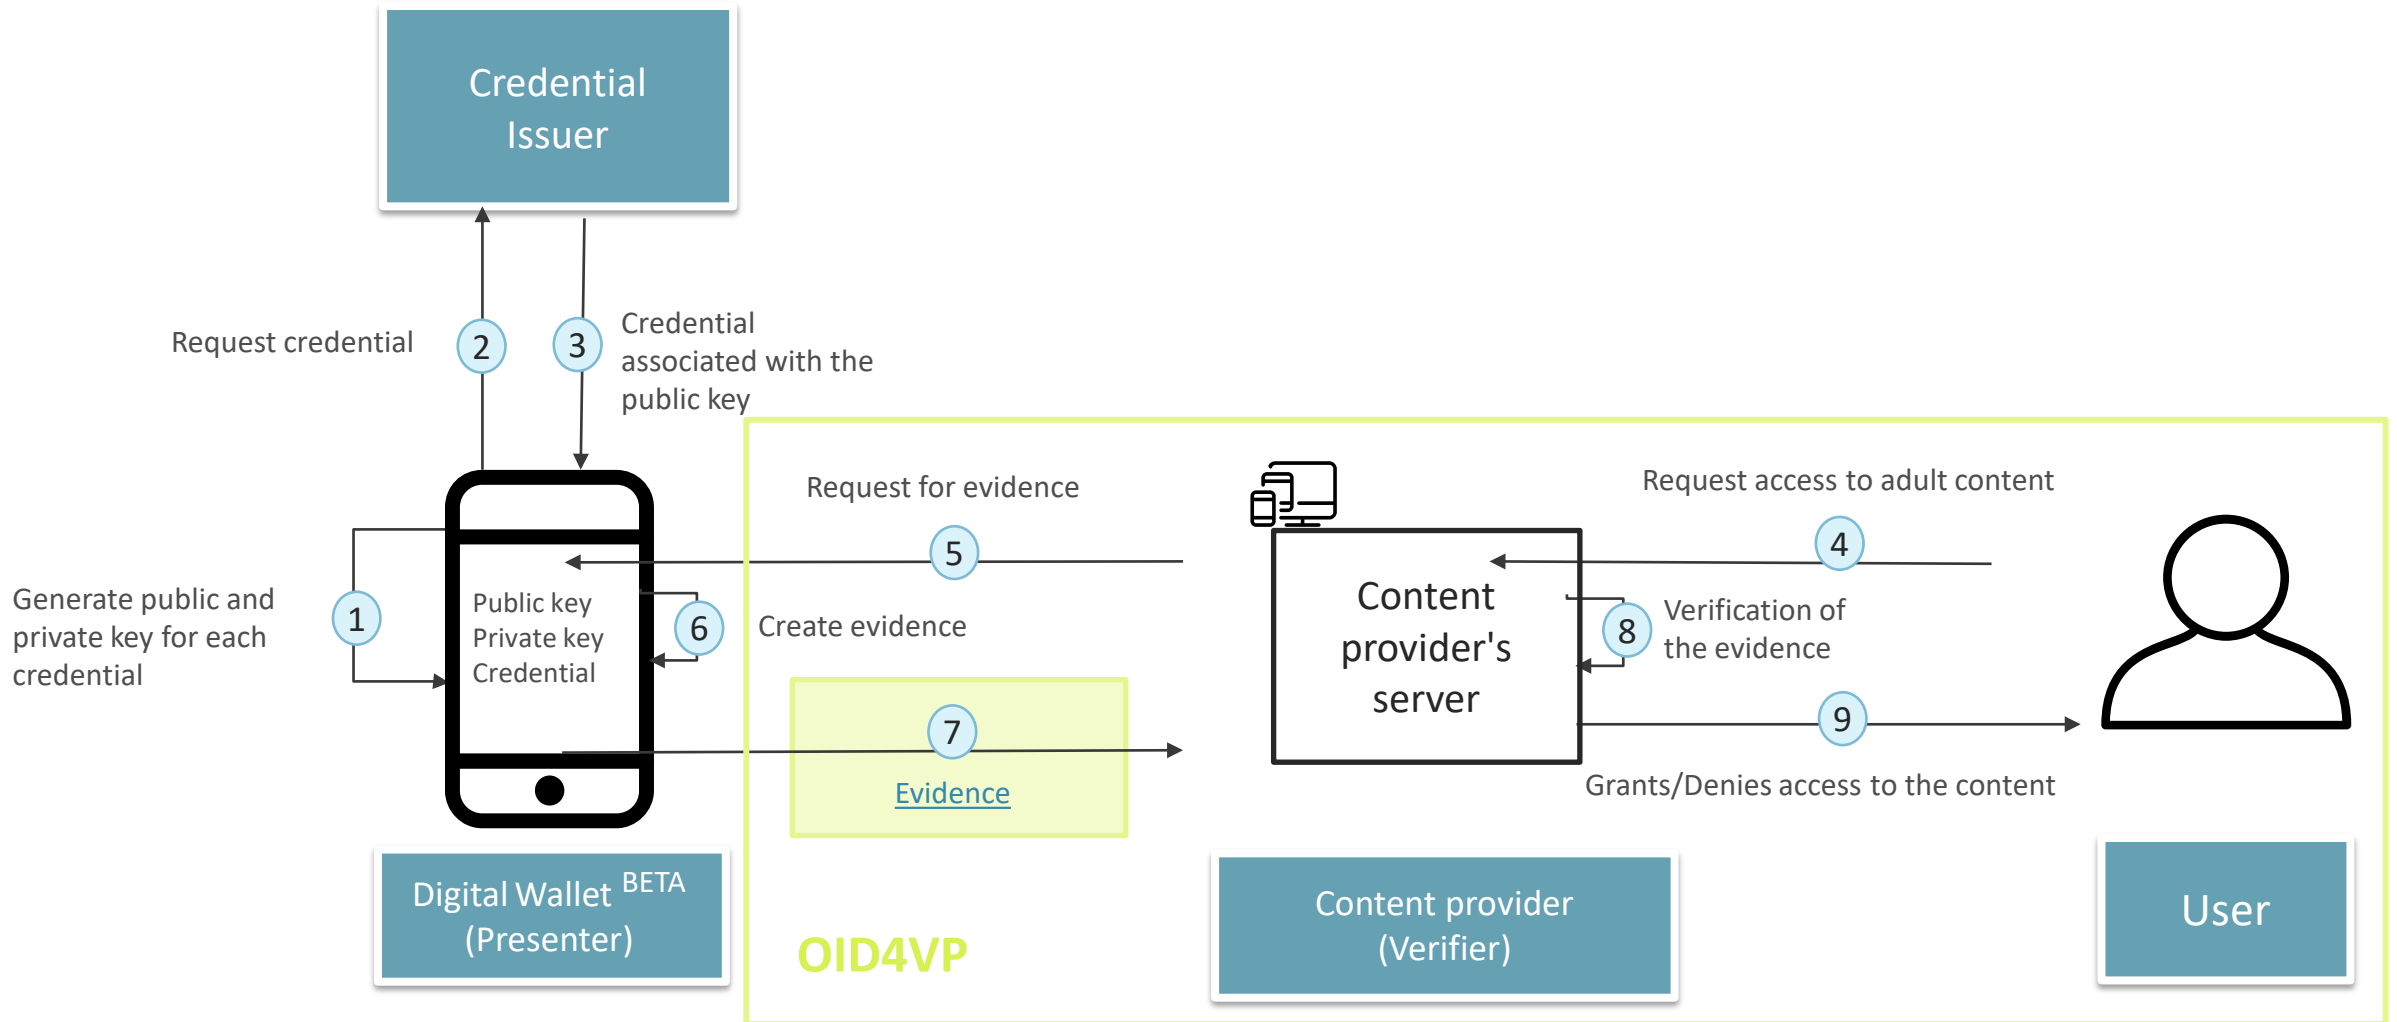 Credential
Issuer
Request credential
2
3
Credential
associated with the
public key
Request for evidence
5
Request access to adult content
4
Generate public and
private key for each
credential
1
Public key
Private key
Credential
6
Create evidence
Content
provider's
server
8
Verification of
the evidence
7
Evidence
9
Grants/Denies access to the content
Digital Wallet BETA
(Presenter)
OID4VP
Content provider
(Verifier)
User